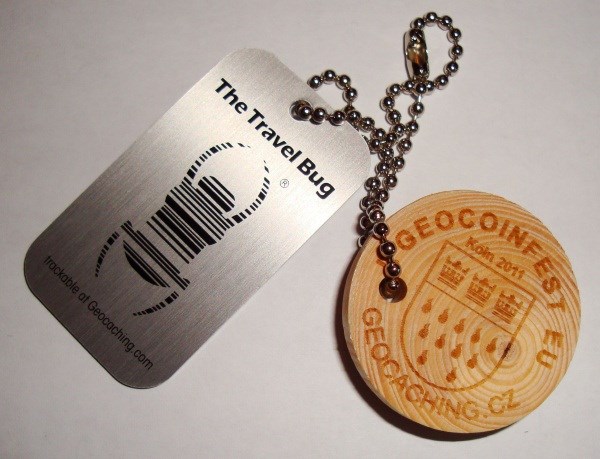 The Travel Bug
®
trackable at Geocaching.com
GEOCOINFEST EU
Köln 2011
GEOCACHING.CZ